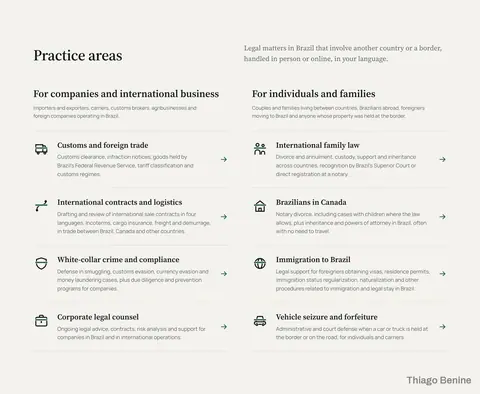 Practice areas
Legal matters in Brazil that involve another country or a border,
handled in person or online, in your language.
For companies and international business
Importers and exporters, carriers, customs brokers, agribusinesses and
foreign companies operating in Brazil.
Customs and foreign trade
Customs clearance, infraction notices, goods held by
Brazil's Federal Revenue Service, tariff classification and
customs regimes.
International contracts and logistics
Drafting and review of international sale contracts in four
languages, Incoterms, cargo insurance, freight and demurrage,
in trade between Brazil, Canada and other countries.
White-collar crime and compliance
Defense in smuggling, customs evasion, currency evasion and
money laundering cases, plus due diligence and prevention
programs for companies.
Corporate legal counsel
Ongoing legal advice, contracts, risk analysis and support for
companies in Brazil and in international operations.
For individuals and families
Couples and families living between countries, Brazilians abroad, foreigners
moving to Brazil and anyone whose property was held at the border.
International family law
Divorce and annulment, custody, support and inheritance
across countries, recognition by Brazil's Superior Court or
direct registration at a notary.
Brazilians in Canada
Notary divorce, including cases with children where the law
allows, plus inheritance and powers of attorney in Brazil, often
with no need to travel.
Immigration to Brazil
Legal support for foreigners obtaining visas, residence permits,
immigration status regularization, naturalization and other
procedures related to immigration and legal stay in Brazil.
Vehicle seizure and forfeiture
Administrative and court defense when a car or truck is held at
the border or on the road, for individuals and carriers.
Thiago Benine